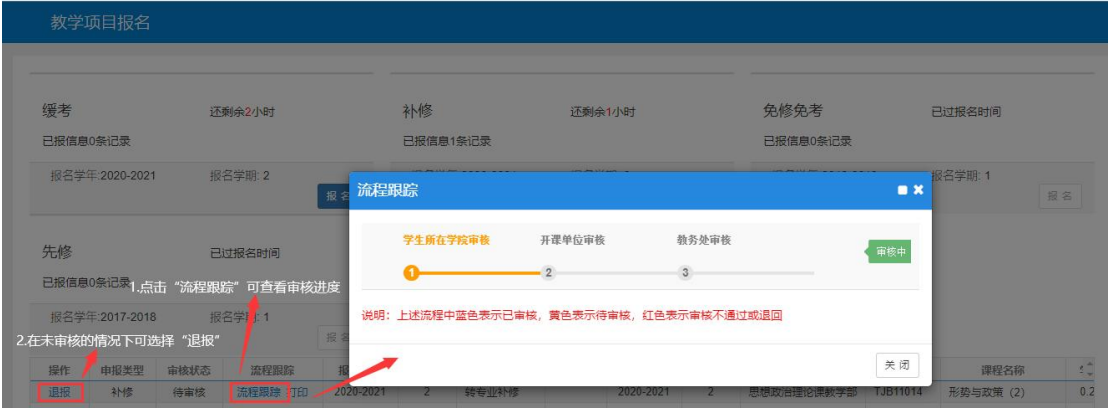 教学项目报名
缓考 还剩余2小时
补修 还剩余1小时
免修免考 已过报名时间
已报信息0条记录
已报信息1条记录
已报信息0条记录
报名学年:2020-2021 报名学期: 2
报名学期: 1
报名
报名
流程跟踪
学生所在学院审核 开课单位审核 教务处审核
审核中
1 2 3
说明：上述流程中蓝色表示已审核，黄色表示待审核，红色表示审核不通过或退回
关闭
先修 已过报名时间
已报信息0条记录
1.点击“流程跟踪”可查看审核进度
报名学年:2017-2018 报名学期: 1
报名
2.在未审核的情况下可选择“退报”
操作 申报类型 审核状态 流程跟踪 报 课程名称
退报 补修 待审核 流程跟踪 打印 2020-2021 2 转专业补修 2020-2021 2 思想政治理论课教学部 TJB11014 形势与政策（2） 0.2